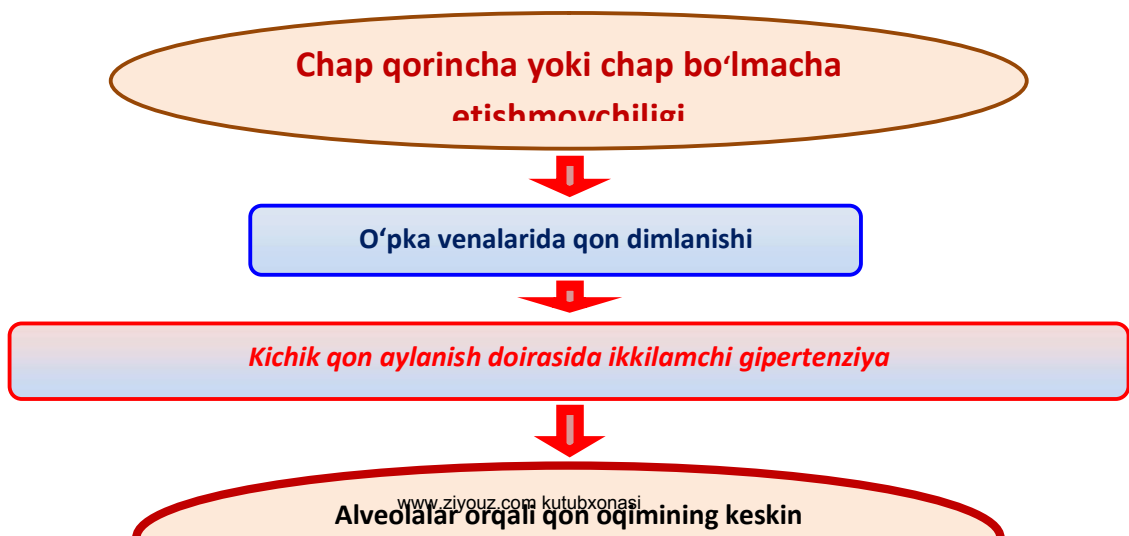 Chap qorincha yoki chap bo‘lmacha
etishmovchiligi
O‘pka venalarida qon dimlanishi
Kichik qon aylanish doirasida ikkilamchi gipertenziya
www.ziyouz.com kutubxonasi
Alveolalar orqali qon oqimining keskin